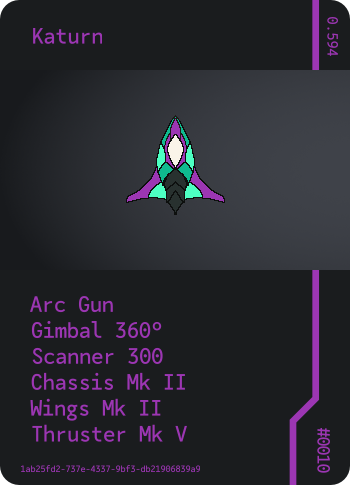 Katurn
0.594
Arc Gun
Gimbal 360°
Scanner 300
Chassis Mk II
Wings Mk II
Thruster Mk V
#0010
1ab25fd2-737e-4337-9bf3-db21906839a9